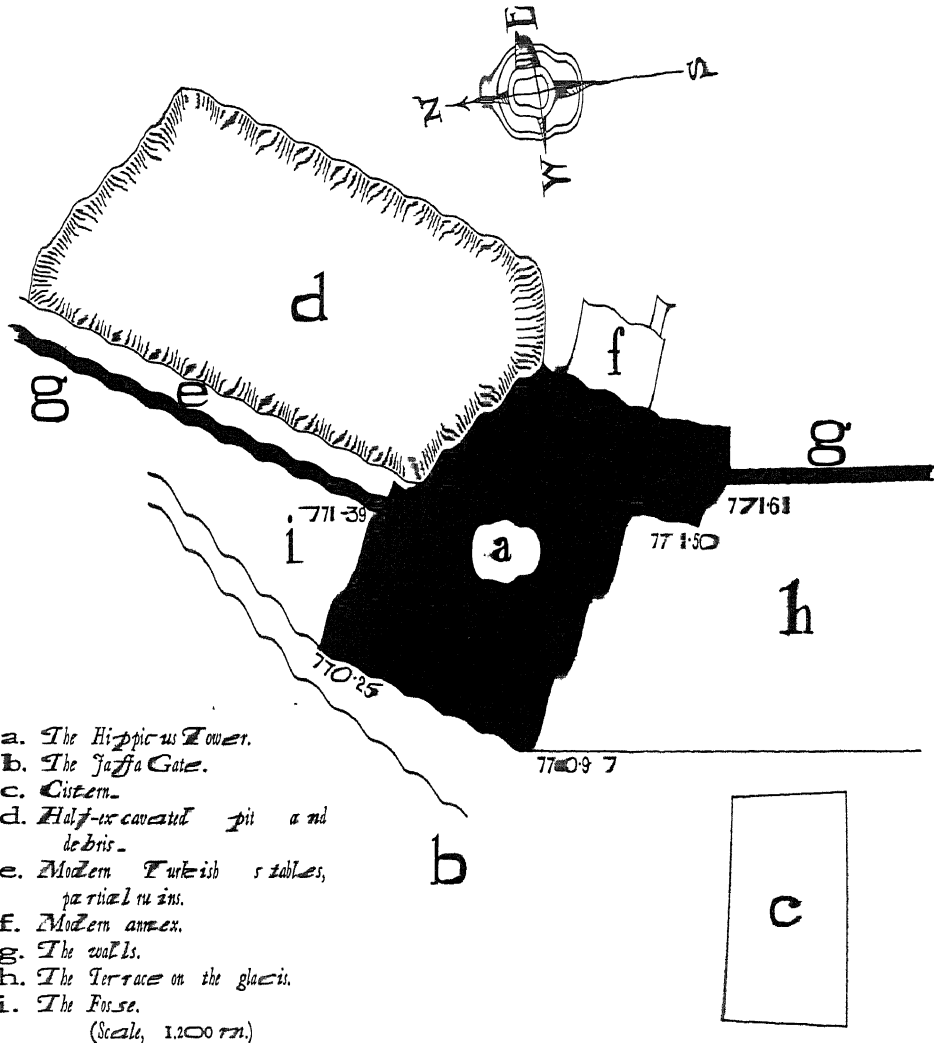 E
S
N
W
d
f
g
e
g
771·39
771·61
i
a
771·50
h
770·25
a. The Hippicus Tower.
b. The Jaffa Gate.
c. Cistern.
d. Half-excavated pit and
debris.
e. Modern Turkish stables,
partial ruins.
f. Modern annex.
g. The walls.
h. The Terrace on the glacis.
i. The Fosse.
(Scale, 1.200 m.)
770·97
b
c